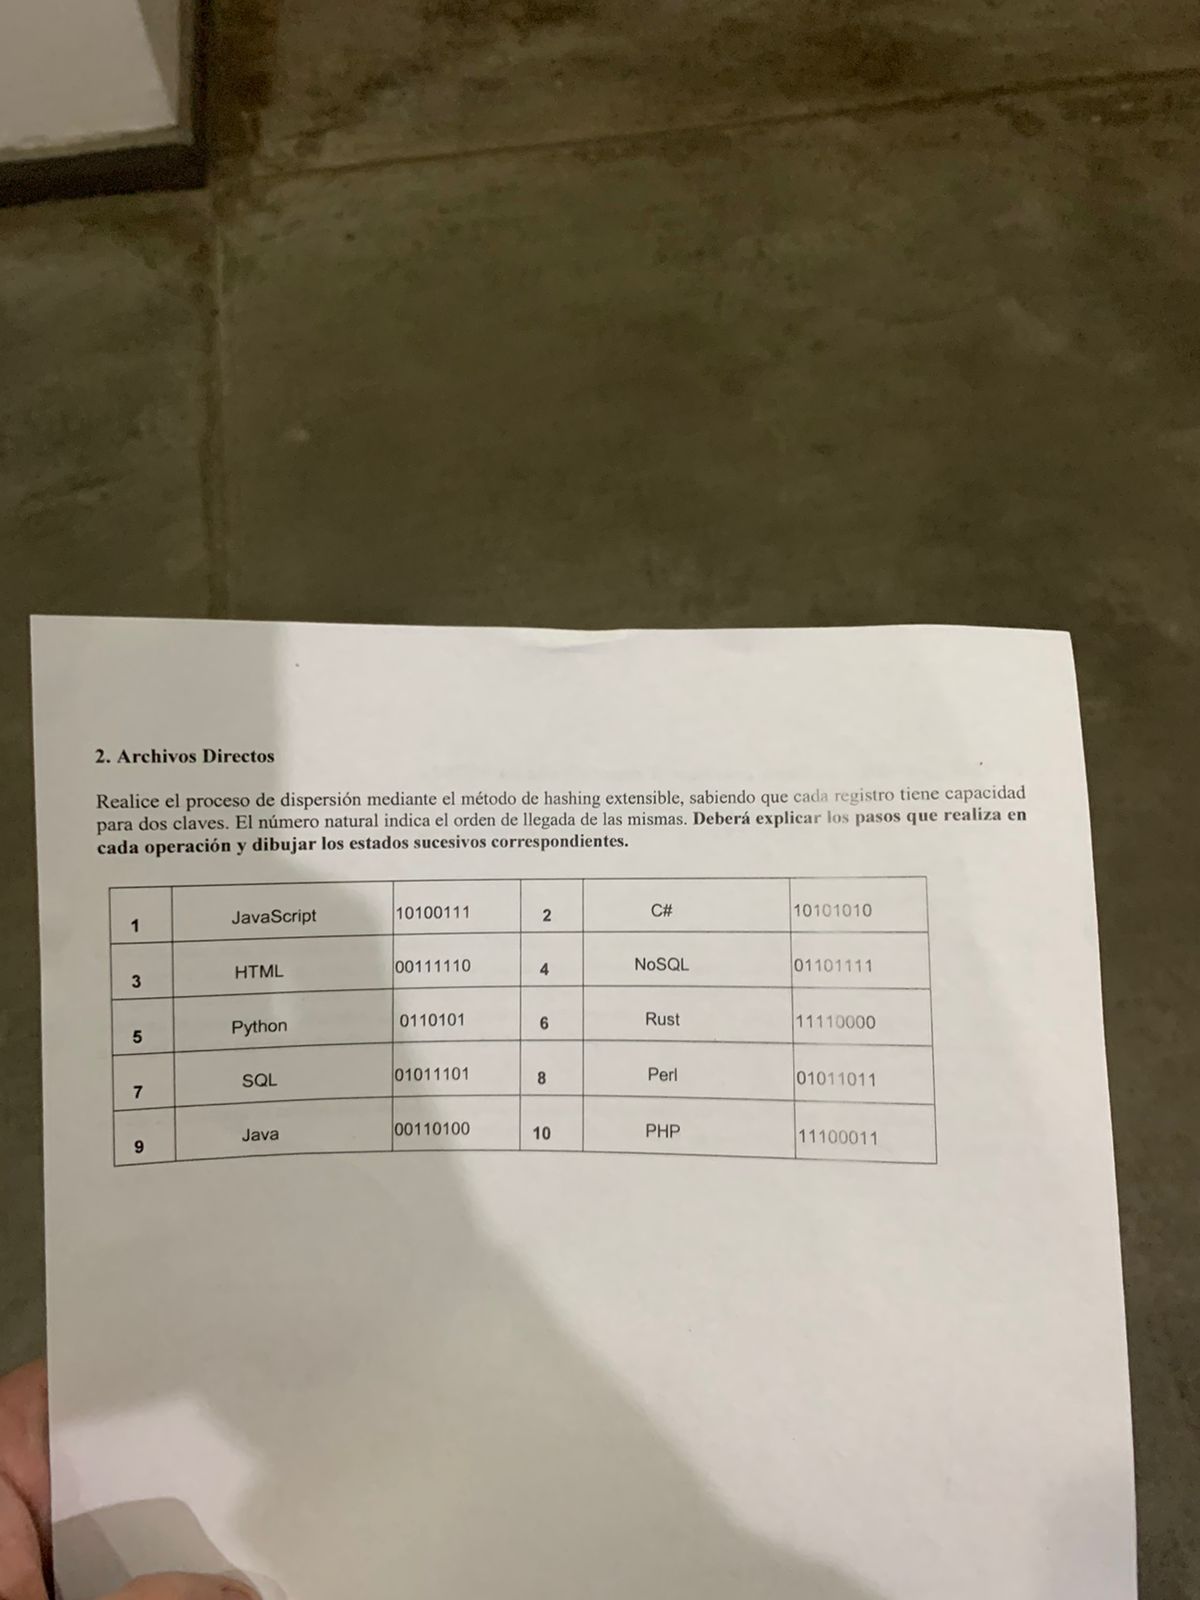 2. Archivos Directos
Realice el proceso de dispersión mediante el método de hashing extensible, sabiendo que cada registro tiene capacidad
para dos claves. El número natural indica el orden de llegada de las mismas. Deberá explicar los pasos que realiza en
cada operación y dibujar los estados sucesivos correspondientes.
1 JavaScript 10100111 2 C# 10101010
3 HTML 00111110 4 NoSQL 01101111
5 Python 0110101 6 Rust 11110000
7 SQL 01011101 8 Perl 01011011
9 Java 00110100 10 PHP 11100011